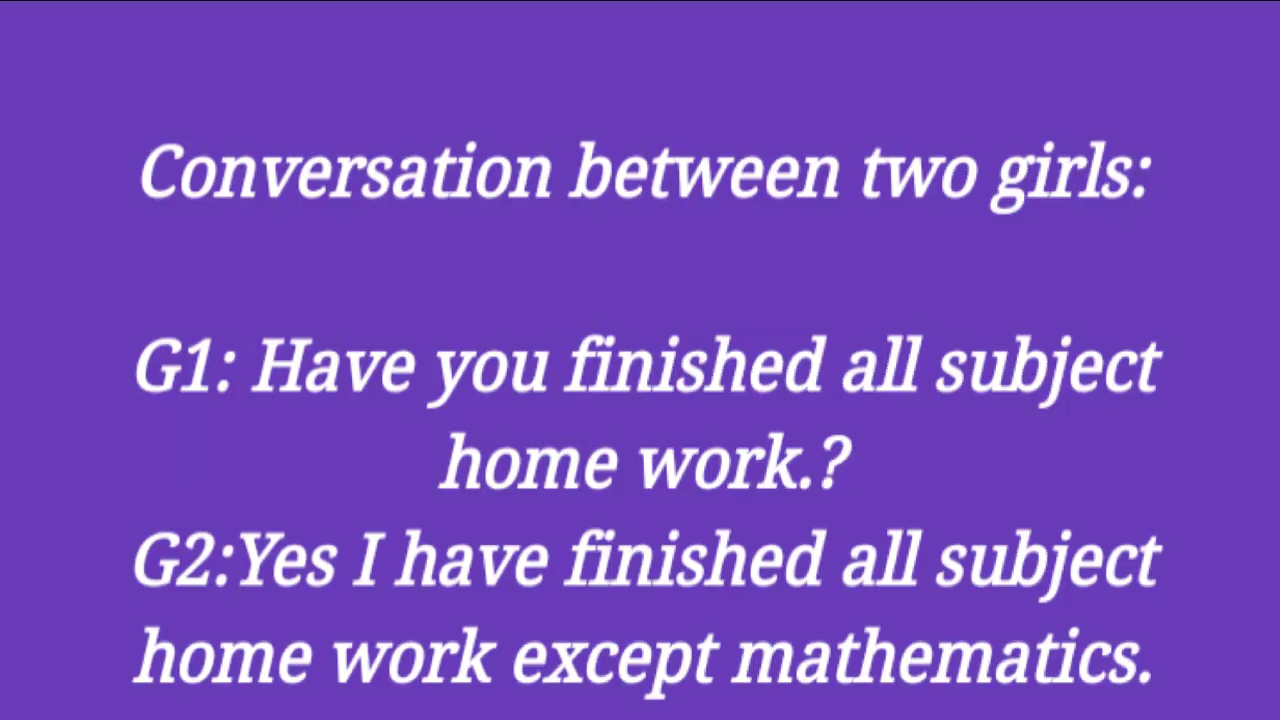 Conversation between two girls:
G1: Have you finished all subject
home work.?
G2:Yes I have finished all subject
home work except mathematics.